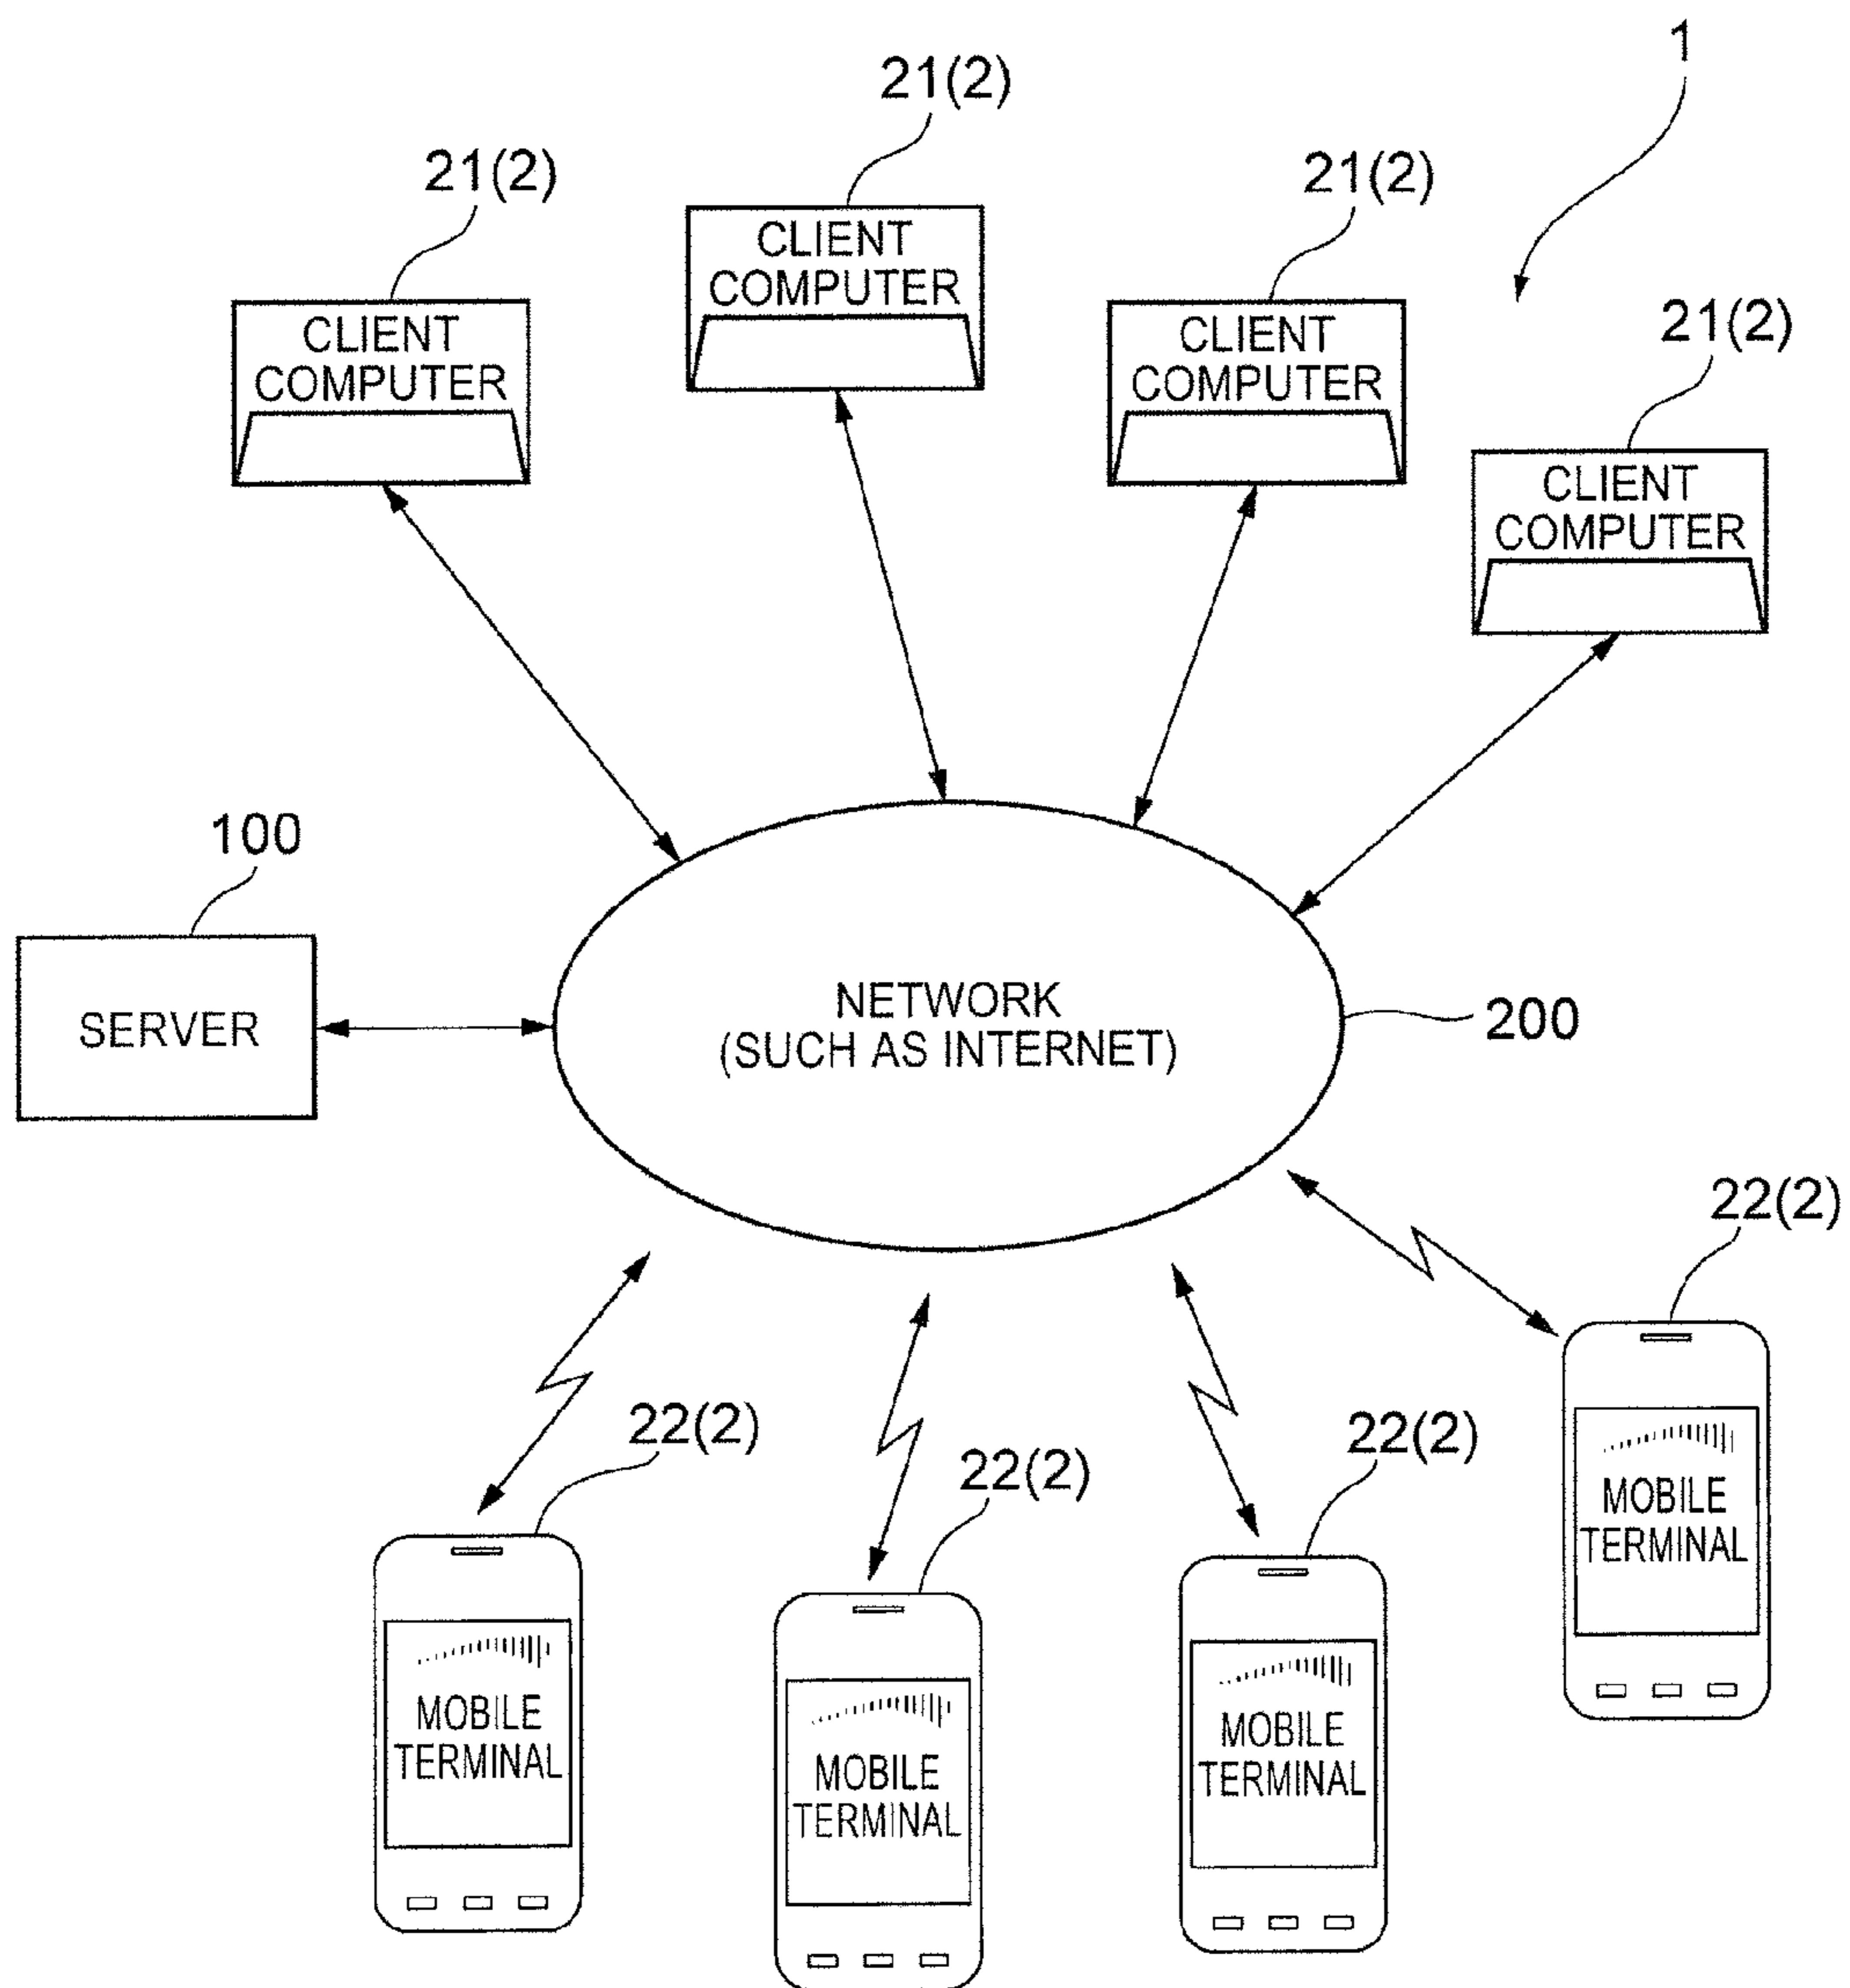 1
21(2)
21(2)
21(2)
21(2)
CLIENT
COMPUTER
CLIENT
COMPUTER
CLIENT
COMPUTER
CLIENT
COMPUTER
100
SERVER
NETWORK
(SUCH AS INTERNET)
200
22(2)
22(2)
22(2)
22(2)
MOBILE
TERMINAL
MOBILE
TERMINAL
MOBILE
TERMINAL
MOBILE
TERMINAL